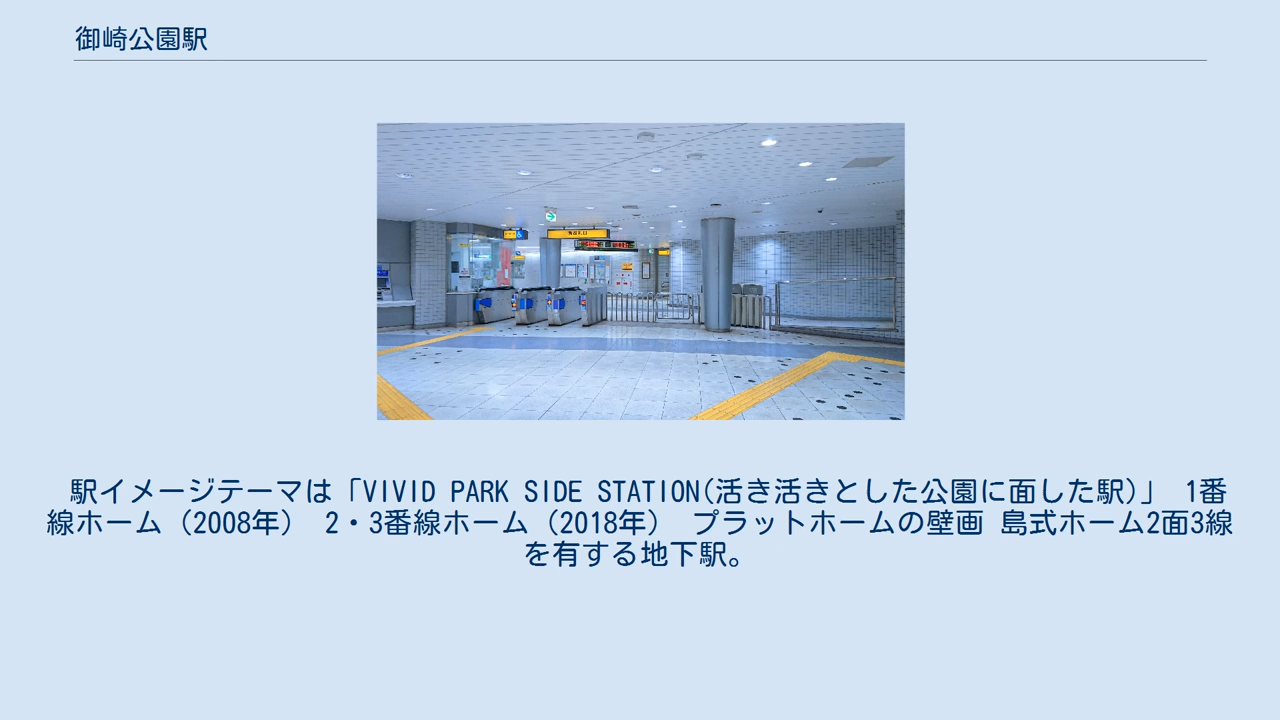 御崎公園駅
駅イメージテーマは「VIVID PARK SIDE STATION(活き活きとした公園に面した駅)」 1番
線ホーム（2008年） 2・3番線ホーム（2018年） プラットホームの壁画 島式ホーム2面3線
を有する地下駅。